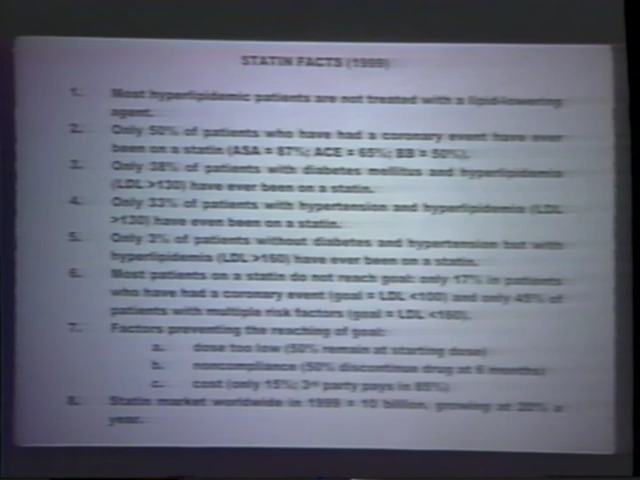 STATIN FACTS (1999)
1. Most hyperlipidemic patients are not treated with a lipid-lowering
agent.
2. Only 50% of patients who have had a coronary event have ever
been on a statin (ASA = 87%; ACE = 65%; BB = 50%).
3. Only 38% of patients with diabetes mellitus and hyperlipidemia
(LDL >130) have ever been on a statin.
4. Only 33% of patients with hypertension and hyperlipidemia (LDL
>130) have ever been on a statin.
5. Only 3% of patients without diabetes and hypertension but with
hyperlipidemia (LDL >160) have ever been on a statin.
6. Most patients on a statin do not reach goal: only 17% in patients
who have had a coronary event (goal = LDL <100) and only 45% of
patients with multiple risk factors (goal = LDL <160).
7. Factors preventing the reaching of goal:
a. dose too low (50% remain at starting dose)
b. noncompliance (50% discontinue drug at 6 months)
c. cost (only 15%; 3rd party pays in 85%)
8. Statin market worldwide in 1999 = 10 billion, growing at 20% a
year.